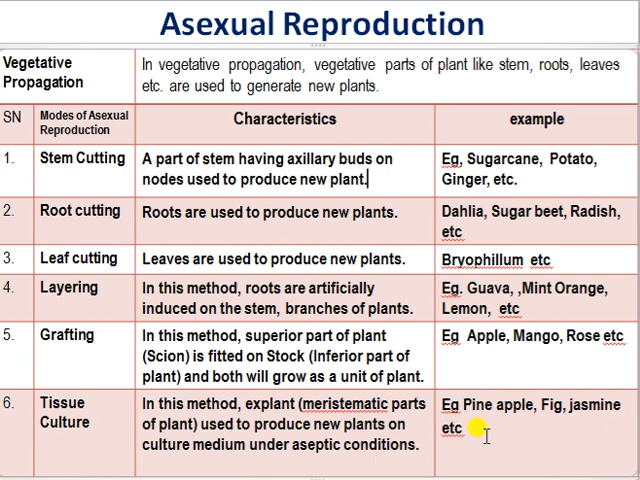 Asexual Reproduction
Vegetative
Propagation
In vegetative propagation, vegetative parts of plant like stem, roots, leaves
etc. are used to generate new plants.
SN
Modes of Asexual
Reproduction
Characteristics
example
1.
Stem Cutting
A part of stem having axillary buds on
nodes used to produce new plant.
Eg, Sugarcane, Potato,
Ginger, etc.
2.
Root cutting
Roots are used to produce new plants.
Dahlia, Sugar beet, Radish,
etc
3.
Leaf cutting
Leaves are used to produce new plants.
Bryophillum etc
4.
Layering
In this method, roots are artificially
induced on the stem, branches of plants.
Eg. Guava, ,Mint Orange,
Lemon, etc
5.
Grafting
In this method, superior part of plant
(Scion) is fitted on Stock (Inferior part of
plant) and both will grow as a unit of plant.
Eg Apple, Mango, Rose etc
6.
Tissue
Culture
In this method, explant (meristematic parts
of plant) used to produce new plants on
culture medium under aseptic conditions.
Eg Pine apple, Fig, jasmine
etc